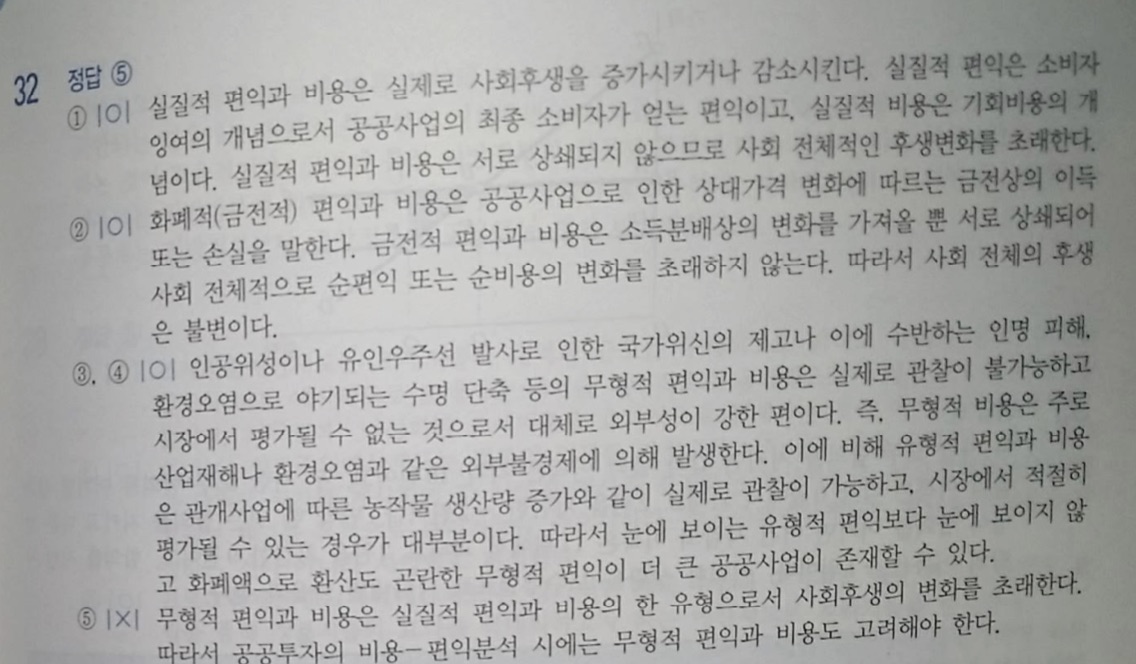 32 정답 ⑤
① |O| 실질적 편익과 비용은 실제로 사회후생을 증가시키거나 감소시킨다. 실질적 편익은 소비자
잉여의 개념으로서 공공사업의 최종 소비자가 얻는 편익이고, 실질적 비용은 기회비용의 개
념이다. 실질적 편익과 비용은 서로 상쇄되지 않으므로 사회 전체적인 후생변화를 초래한다.
② |O| 화폐적(금전적) 편익과 비용은 공공사업으로 인한 상대가격 변화에 따르는 금전상의 이득
또는 손실을 말한다. 금전적 편익과 비용은 소득분배상의 변화를 가져올 뿐 서로 상쇄되어
사회 전체적으로 순편익 또는 순비용의 변화를 초래하지 않는다. 따라서 사회 전체의 후생
은 불변이다.
③, ④ |O| 인공위성이나 유인우주선 발사로 인한 국가위신의 제고나 이에 수반하는 인명 피해,
환경오염으로 야기되는 수명 단축 등의 무형적 편익과 비용은 실제로 관찰이 불가능하고
시장에서 평가될 수 없는 것으로서 대체로 외부성이 강한 편이다. 즉, 무형적 비용은 주로
산업재해나 환경오염과 같은 외부불경제에 의해 발생한다. 이에 비해 유형적 편익과 비용
은 관개사업에 따른 농작물 생산량 증가와 같이 실제로 관찰이 가능하고, 시장에서 적절히
평가될 수 있는 경우가 대부분이다. 따라서 눈에 보이는 유형적 편익보다 눈에 보이지 않
고 화폐액으로 환산도 곤란한 무형적 편익이 더 큰 공공사업이 존재할 수 있다.
⑤ |X| 무형적 편익과 비용은 실질적 편익과 비용의 한 유형으로서 사회후생의 변화를 초래한다.
따라서 공공투자의 비용-편익분석 시에는 무형적 편익과 비용도 고려해야 한다.